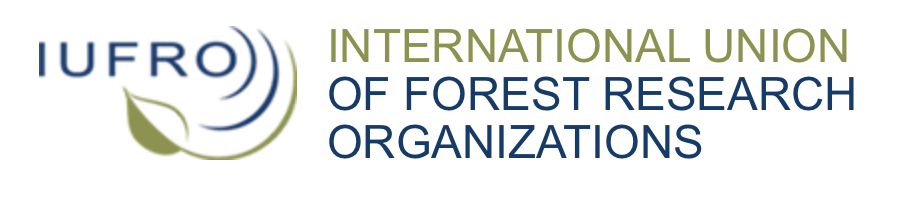 IUFRO
INTERNATIONAL UNION
OF FOREST RESEARCH
ORGANIZATIONS